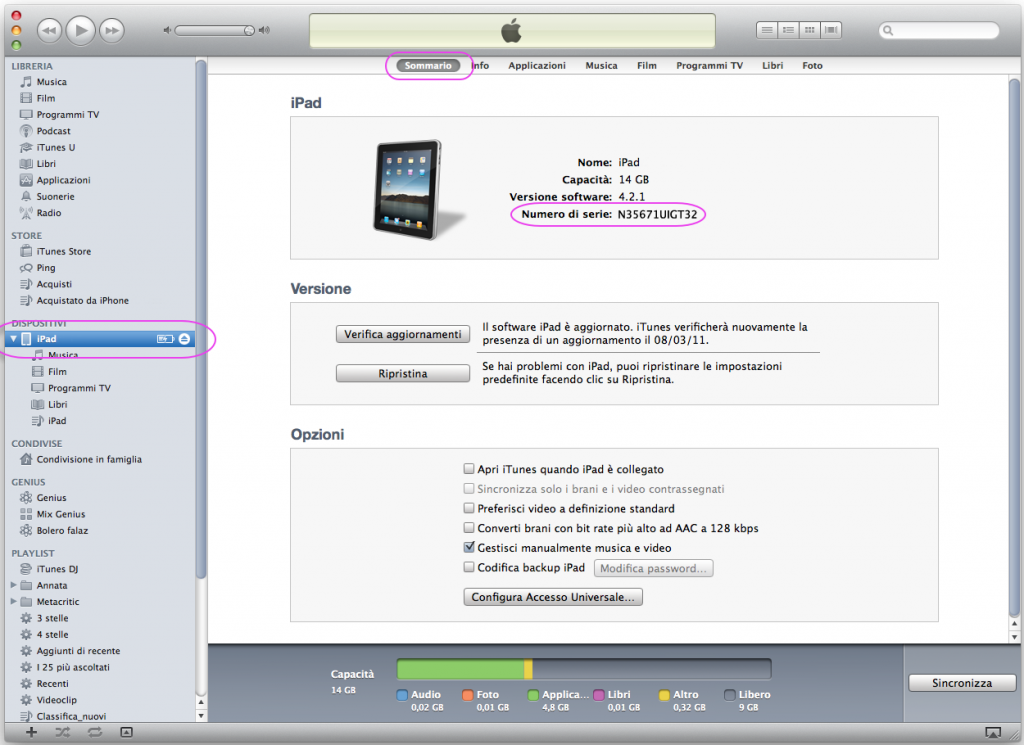 Sommario
Info
Applicazioni
Musica
Film
Programmi TV
Libri
Foto
LIBRERIA
Musica
Film
Programmi TV
Podcast
iTunes U
Libri
Applicazioni
Suonerie
Radio
STORE
iTunes Store
Ping
Acquisti
Acquistato da iPhone
DISPOSITIVI
iPad
Musica
Film
Programmi TV
Libri
iPad
CONDIVISE
Condivisione in famiglia
GENIUS
Genius
Mix Genius
Bolero falaz
PLAYLIST
iTunes DJ
Annata
Metacritic
3 stelle
4 stelle
Aggiunti di recente
I 25 più ascoltati
Recenti
Videoclip
Classifica_nuovi
iPad
Nome: iPad
Capacità: 14 GB
Versione software: 4.2.1
Numero di serie: N35671UIGT32
Versione
Verifica aggiornamenti
Il software iPad è aggiornato. iTunes verificherà nuovamente la
presenza di un aggiornamento il 08/03/11.
Ripristina
Se hai problemi con iPad, puoi ripristinare le impostazioni
predefinite facendo clic su Ripristina.
Opzioni
Apri iTunes quando iPad è collegato
Sincronizza solo i brani e i video contrassegnati
Preferisci video a definizione standard
Converti brani con bit rate più alto ad AAC a 128 kbps
Gestisci manualmente musica e video
Codifica backup iPad
Modifica password...
Configura Accesso Universale...
Capacità
14 GB
Audio
0,02 GB
Foto
0,01 GB
Applica...
4,8 GB
Libri
0,01 GB
Altro
0,32 GB
Libero
9 GB
Sincronizza